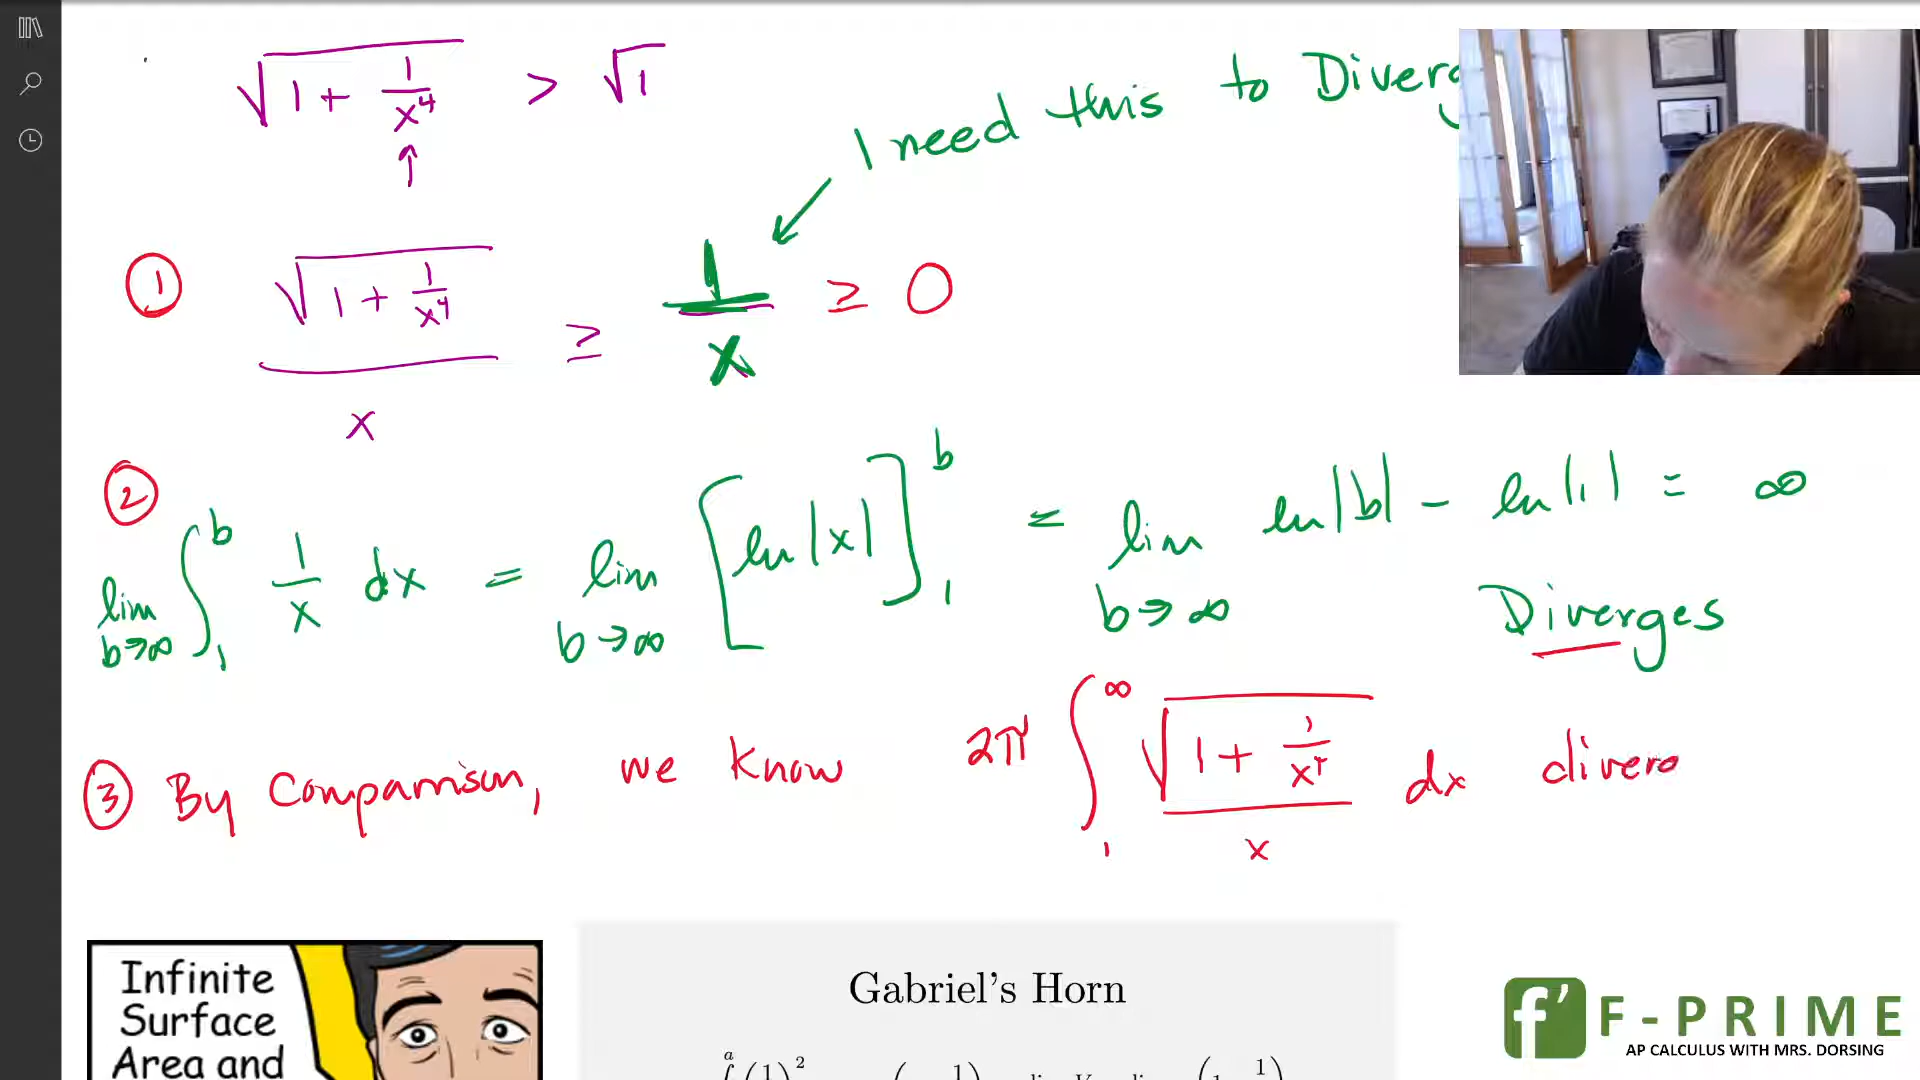 √(1 + 1/x⁴) > √1
I need this to Diverg
① √(1 + 1/x⁴)/x ≥ 1/x ≥ 0
② lim b→∞ ∫₁ᵇ 1/x dx = lim b→∞ [ln|x|]₁ᵇ = lim b→∞ ln|b| - ln|1| = ∞
Diverges
③ By Comparrison, we know 2π ∫₁^∞ √(1 + 1/x⁴)/x dx diverg
Infinite
Surface
Area and
Gabriel's Horn
f' F-PRIME
AP CALCULUS WITH MRS. DORSING